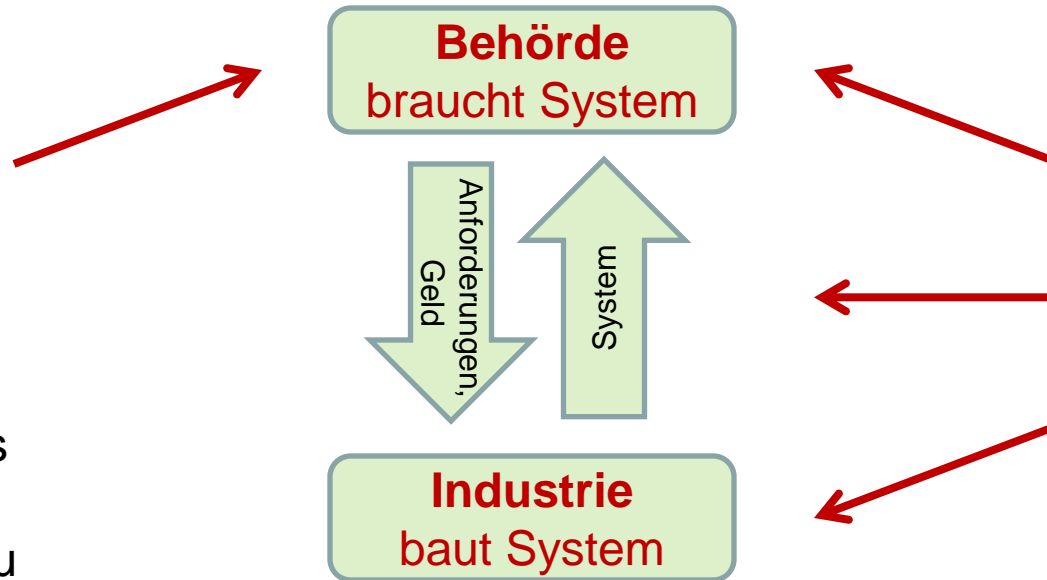 Behörde
braucht System
Anforderungen,
Geld
System
s
u
Industrie
baut System